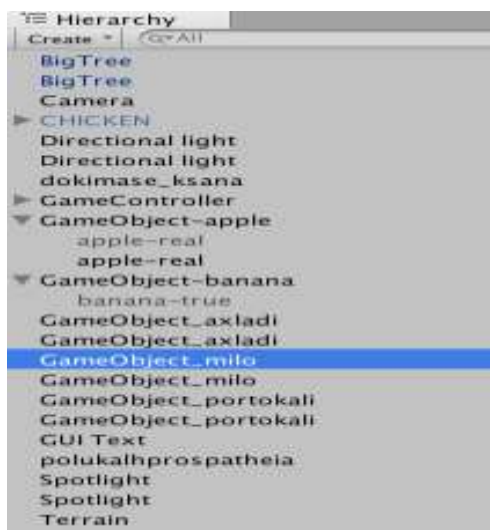 Hierarchy
Create All
BigTree
BigTree
Camera
CHICKEN
Directional light
Directional light
dokimase_ksana
GameController
GameObject-apple
apple-real
apple-real
GameObject-banana
banana-true
GameObject_axladi
GameObject_axladi
GameObject_milo
GameObject_milo
GameObject_portokali
GameObject_portokali
GUI Text
polukalhprospatheia
Spotlight
Spotlight
Terrain